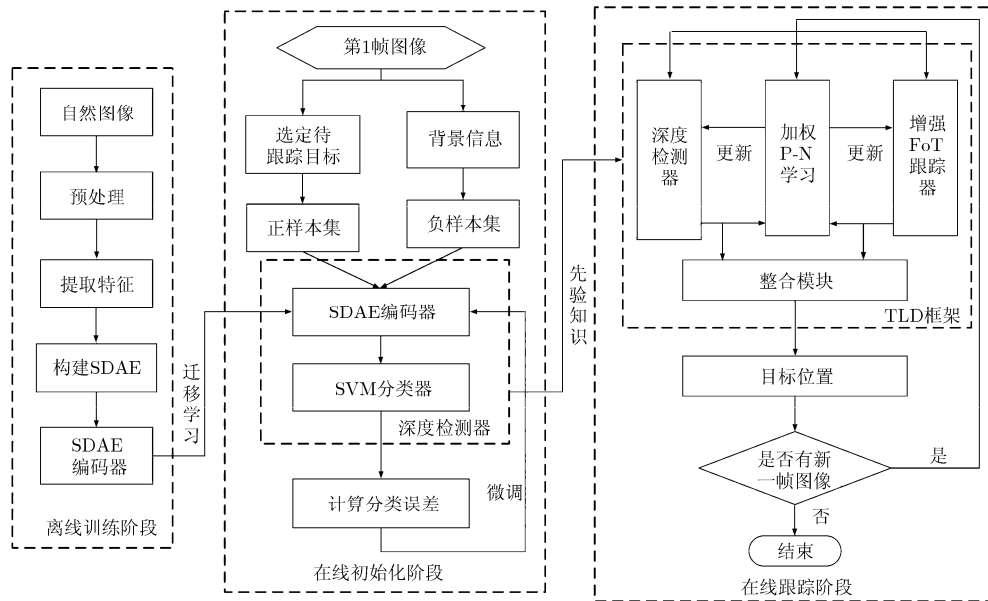 自然图像
预处理
提取特征
构建SDAE
SDAE
编码器
离线训练阶段
迁
移
学
习
第1帧图像
选定待
跟踪目标
背景信息
正样本集
负样本集
SDAE编码器
SVM分类器
深度检测器
计算分类误差
微调
在线初始化阶段
先
验
知
识
深度
检测
器
更新
加权
P-N
学习
更新
增强
FoT
跟踪
器
整合模块
TLD框架
目标位置
是否有新
一帧图像
是
否
结束
在线跟踪阶段